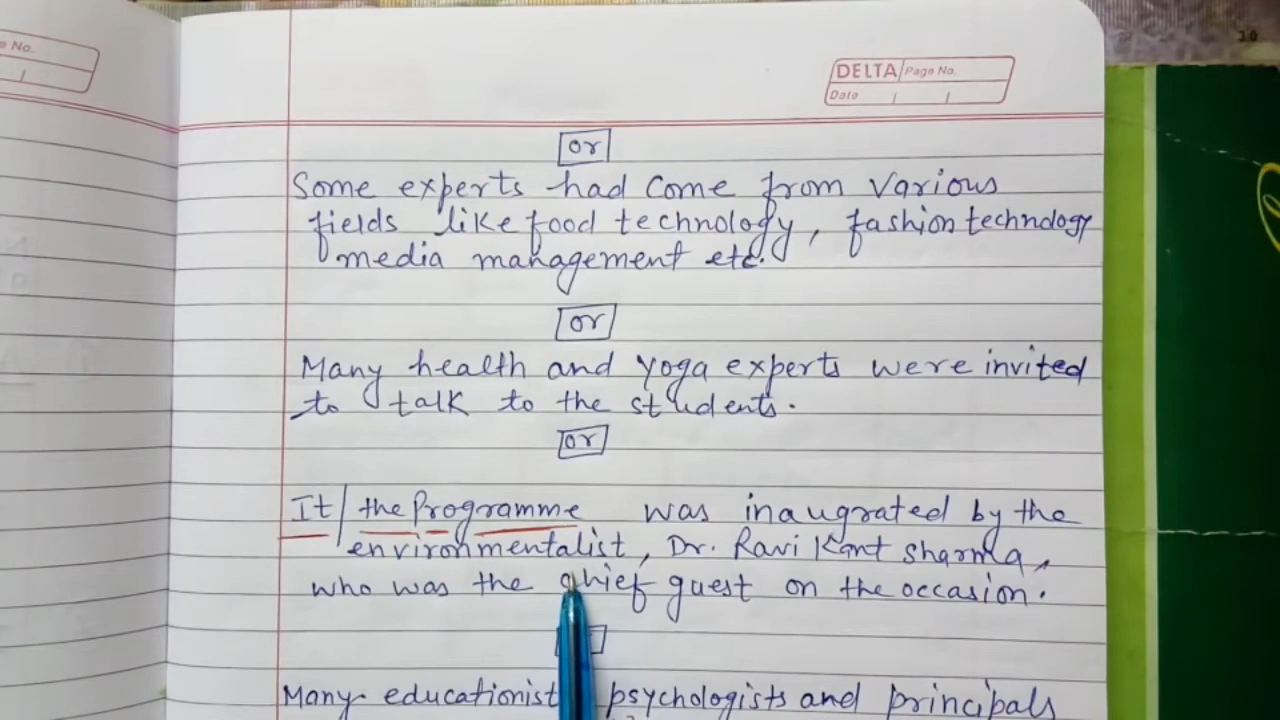 e No.
DELTA Page No.
Date
or
Some experts had come from various
fields like food technology, fashion technology
media management etc.
or
Many health and yoga experts were invited
to talk to the students.
or
It/the Programme was inaugrated by the
environmentalist, Dr. Ravi Kant Sharma,
who was the chief guest on the occasion.
Many educationist psychologists and principals